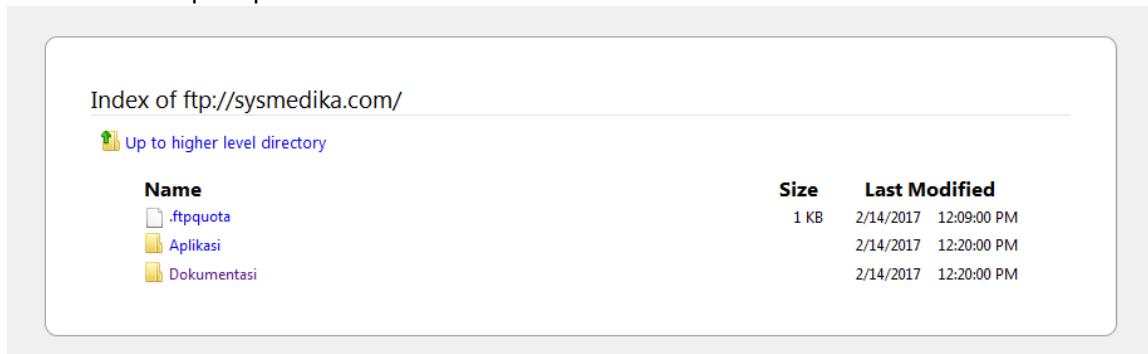 Index of ftp://sysmedika.com/
Up to higher level directory
Name Size Last Modified
.ftpquota 1 KB 2/14/2017 12:09:00 PM
Aplikasi 2/14/2017 12:20:00 PM
Dokumentasi 2/14/2017 12:20:00 PM